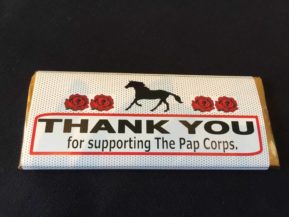 THANK YOU
for supporting The Pap Corps.